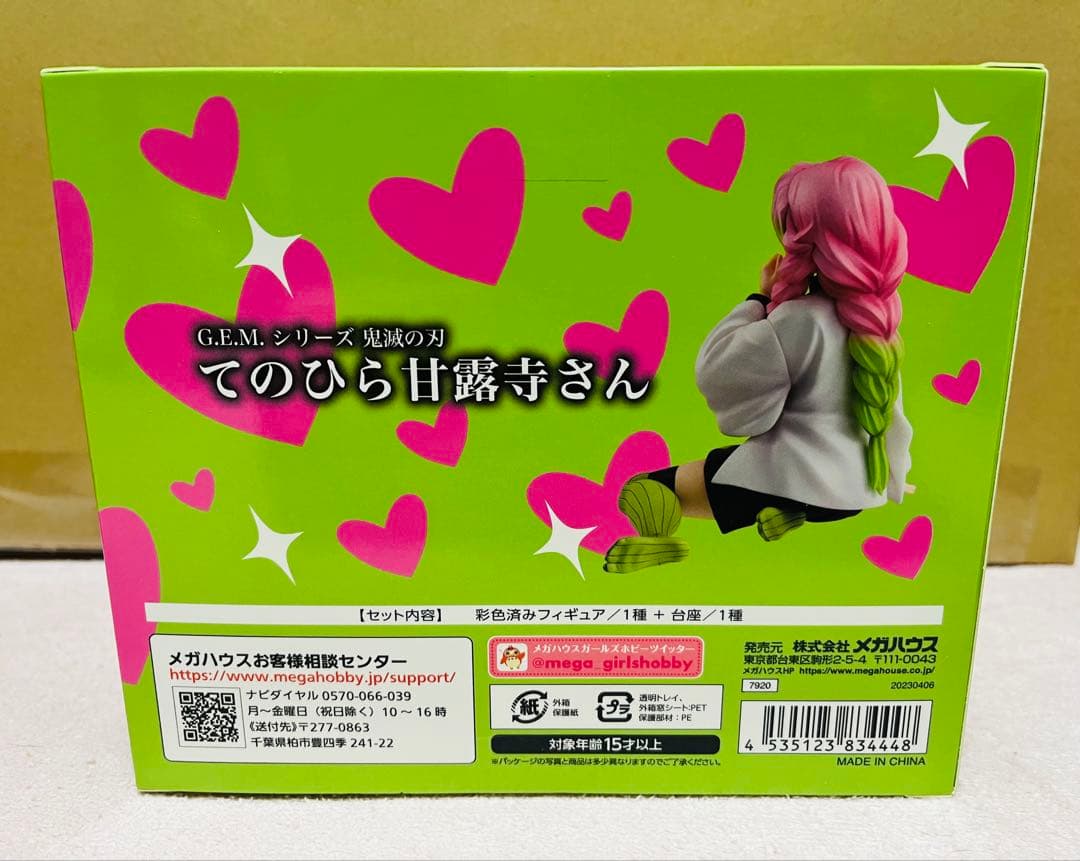 G.E.M. シリーズ 鬼滅の刃
てのひら甘露寺さん
【セット内容】 彩色済みフィギュア／1種 + 台座／1種
メガハウスお客様相談センター
https://www.megahobby.jp/support/
ナビダイヤル 0570-066-039
月～金曜日（祝日除く）10～16時
《送付先》〒277-0863
千葉県柏市豊四季 241-22
メガハウスガールズホビーツイッター
@mega_girlshobby
紙
外箱
保護紙
プラ
透明トレイ、
外箱窓シート:PET
保護部材：PE
対象年齢15才以上
※パッケージの写真と商品は多少異なりますのでご了承ください。
発売元 株式会社 メガハウス
東京都台東区駒形2-5-4 〒111-0043
メガハウスHP https://www.megahouse.co.jp/
7920 20230406
4 535123 834448
MADE IN CHINA